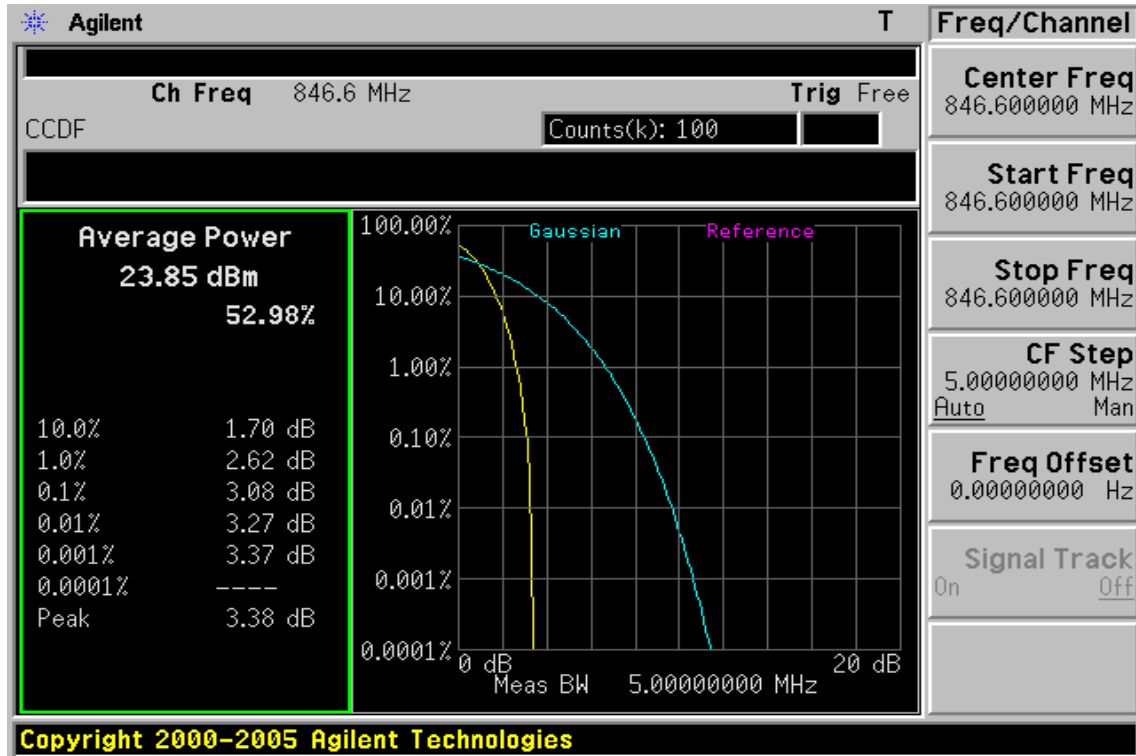 Agilent T
Freq/Channel
Ch Freq 846.6 MHz Trig Free
CCDF Counts(k): 100
Average Power
23.85 dBm
52.98%
10.0% 1.70 dB
1.0% 2.62 dB
0.1% 3.08 dB
0.01% 3.27 dB
0.001% 3.37 dB
0.0001% ----
Peak 3.38 dB
Gaussian Reference
100.00%
10.00%
1.00%
0.10%
0.01%
0.001%
0.0001%
0 dB 20 dB
Meas BW 5.00000000 MHz
Center Freq
846.600000 MHz
Start Freq
846.600000 MHz
Stop Freq
846.600000 MHz
CF Step
5.00000000 MHz
Auto Man
Freq Offset
0.00000000 Hz
Signal Track
On Off
Copyright 2000-2005 Agilent Technologies